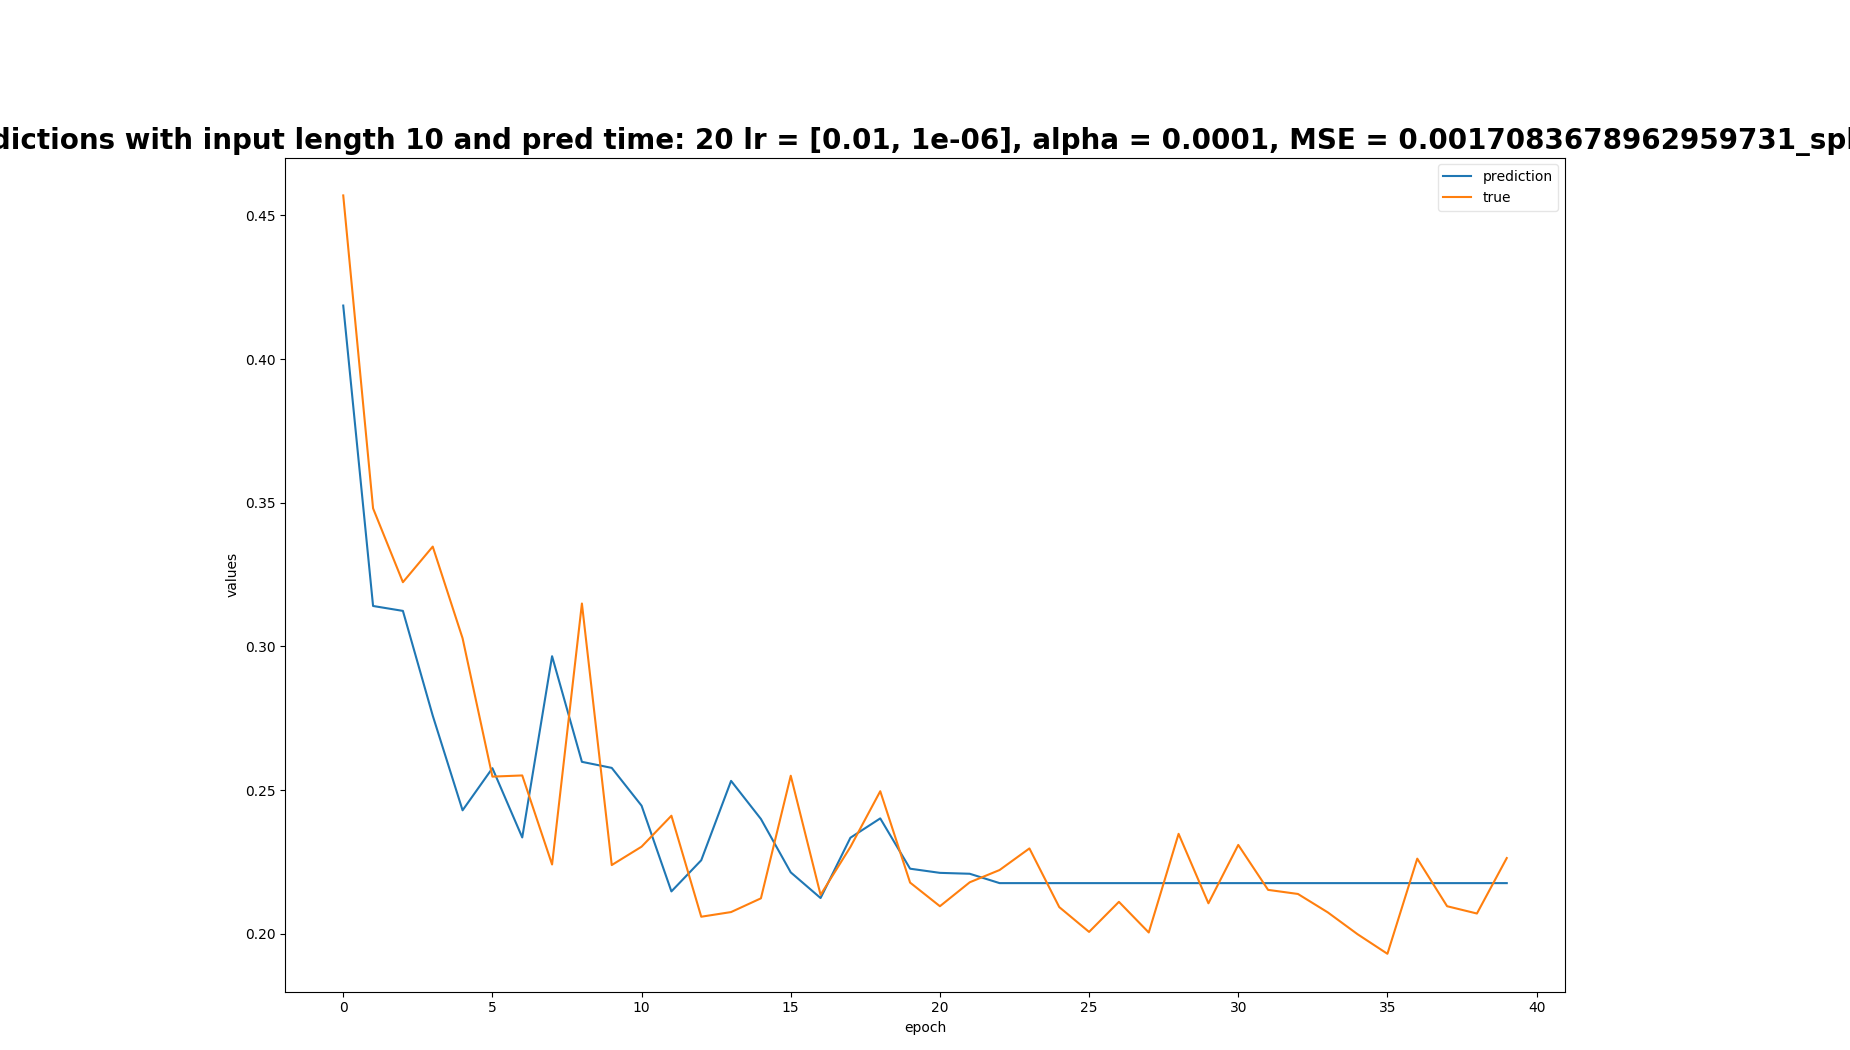 dictions with input length 10 and pred time: 20 lr = [0.01, 1e-06], alpha = 0.0001, MSE = 0.0017083678962959731_spl
prediction
true
0.45
0.40
0.35
0.30
0.25
0.20
values
0 5 10 15 20 25 30 35 40
epoch